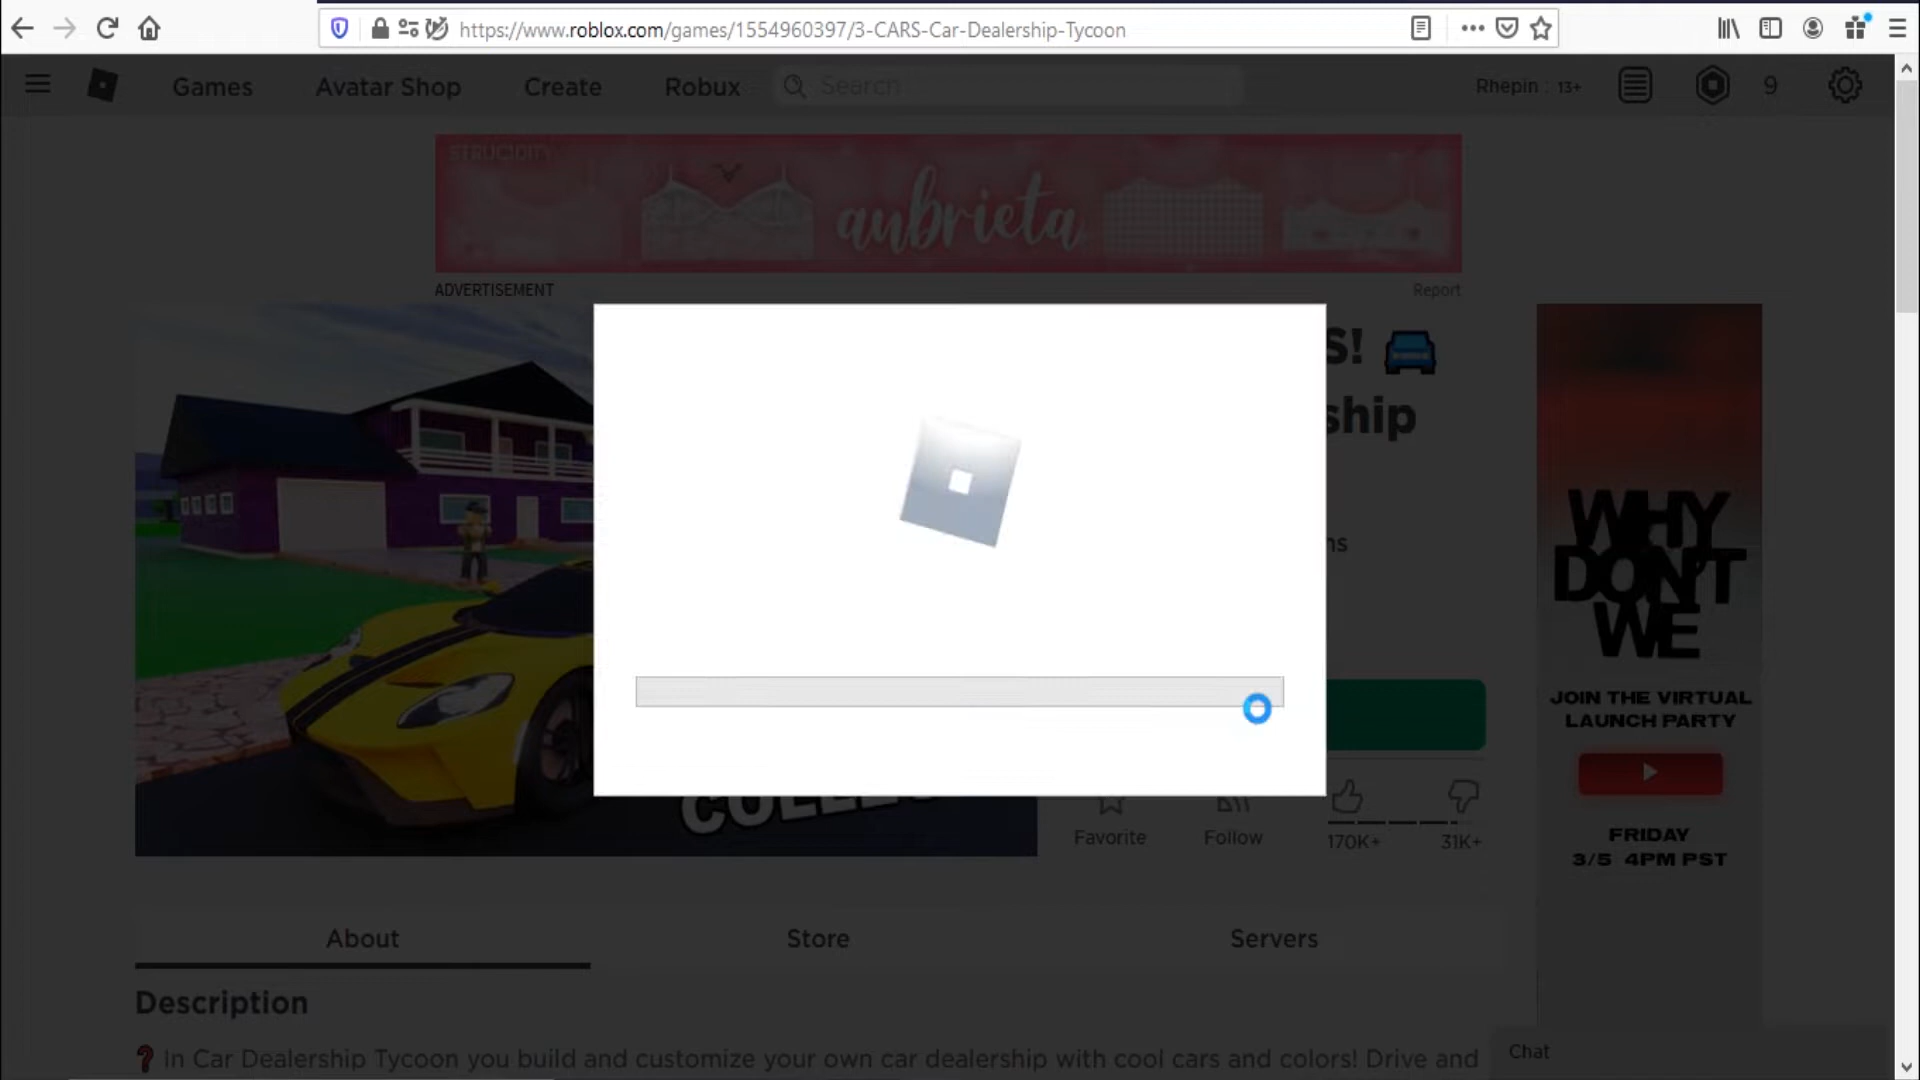 https://www.roblox.com/games/1554960397/3-CARS-Car-Dealership-Tycoon
Games
Avatar Shop
Create
Robux
Search
Rhepin : 13+
9
STRUCIDITY
aubrieta
ADVERTISEMENT
Report
S!
ship
ns
WHY
DON'T
WE
JOIN THE VIRTUAL
LAUNCH PARTY
FRIDAY
3/5 4PM PST
Favorite
Follow
170K+
31K+
About
Store
Servers
Description
In Car Dealership Tycoon you build and customize your own car dealership with cool cars and colors! Drive and
Chat